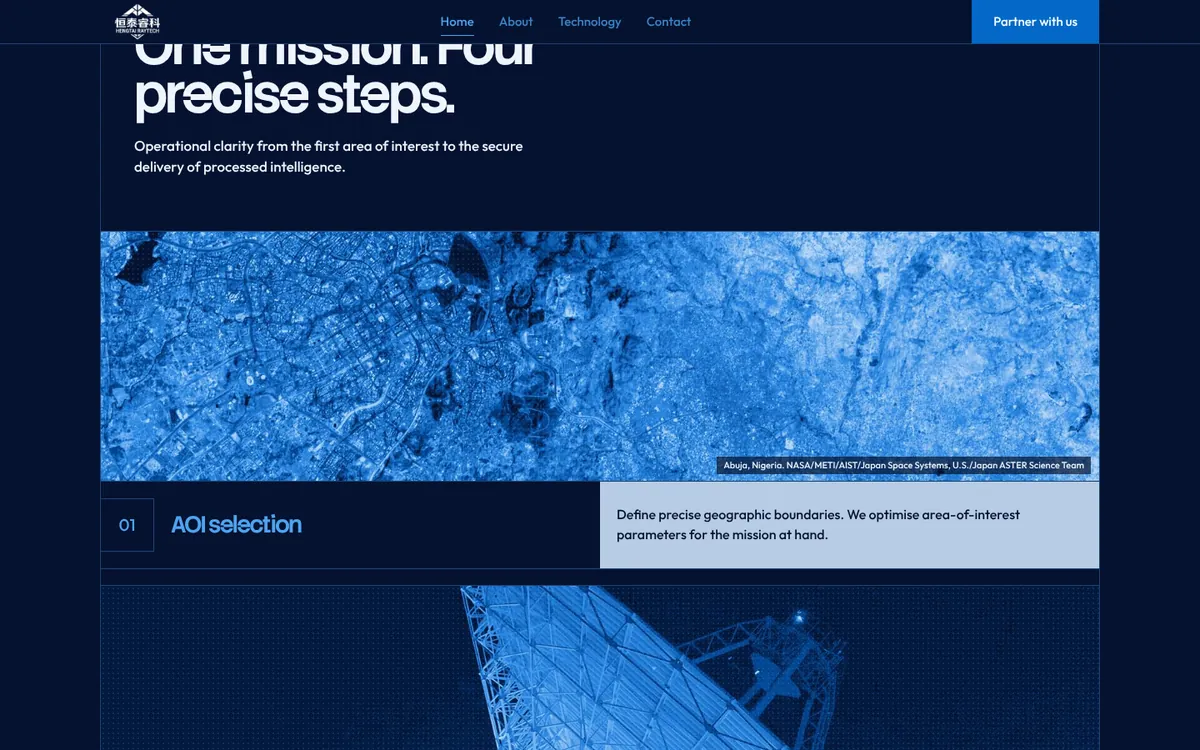 恒泰睿科
HENGTAI RAYTECH
Home
About
Technology
Contact
Partner with us
One mission. Four
precise steps.
Operational clarity from the first area of interest to the secure
delivery of processed intelligence.
Abuja, Nigeria. NASA/METI/AIST/Japan Space Systems, U.S./Japan ASTER Science Team
01
AOI selection
Define precise geographic boundaries. We optimise area-of-interest
parameters for the mission at hand.